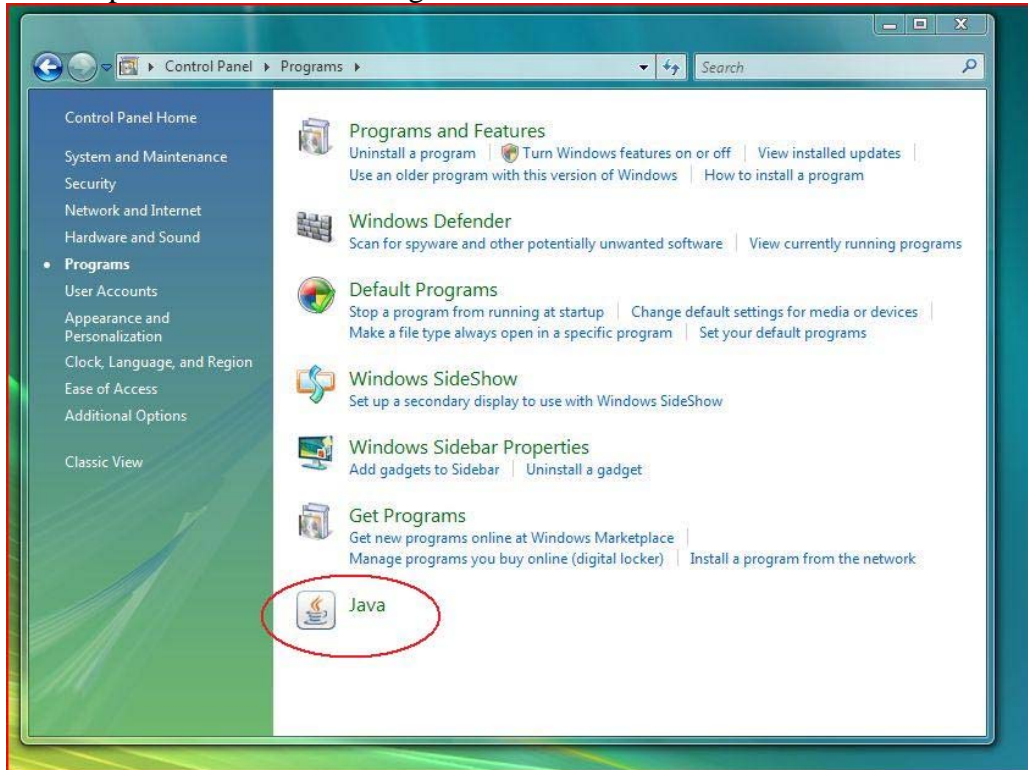 Control Panel Programs
Search
Control Panel Home
System and Maintenance
Security
Network and Internet
Hardware and Sound
Programs
User Accounts
Appearance and
Personalization
Clock, Language, and Region
Ease of Access
Additional Options
Classic View
Programs and Features
Uninstall a program Turn Windows features on or off View installed updates
Use an older program with this version of Windows How to install a program
Windows Defender
Scan for spyware and other potentially unwanted software View currently running programs
Default Programs
Stop a program from running at startup Change default settings for media or devices
Make a file type always open in a specific program Set your default programs
Windows SideShow
Set up a secondary display to use with Windows SideShow
Windows Sidebar Properties
Add gadgets to Sidebar Uninstall a gadget
Get Programs
Get new programs online at Windows Marketplace
Manage programs you buy online (digital locker) Install a program from the network
Java